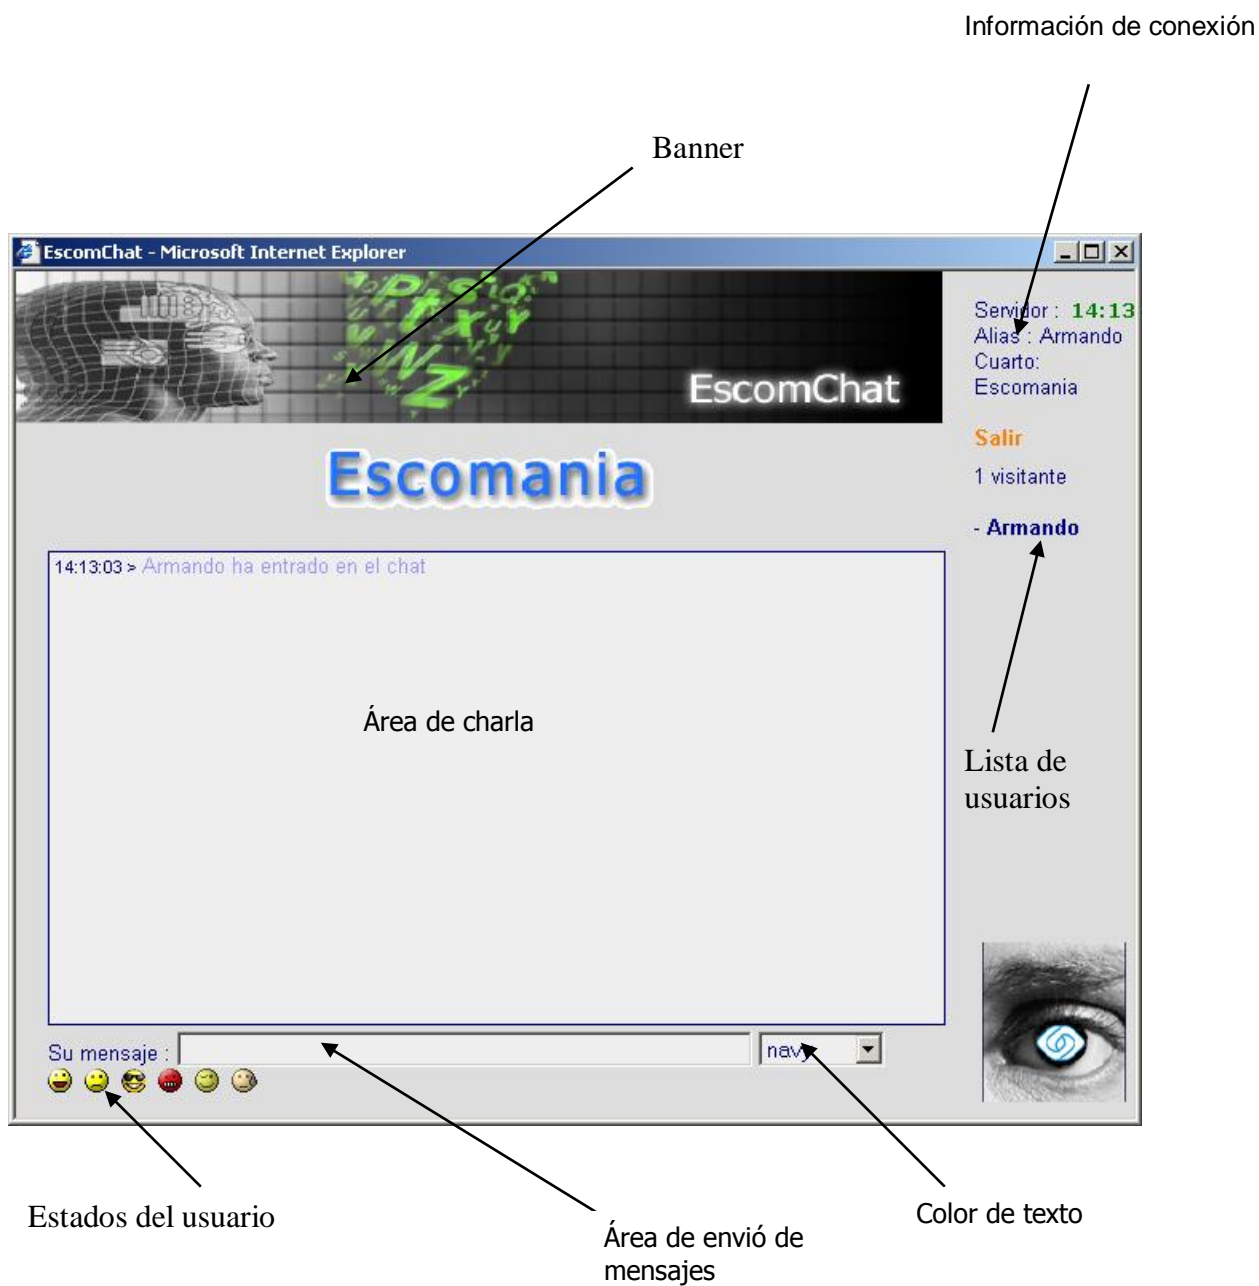 Información de conexión
Banner
EscomChat - Microsoft Internet Explorer
EscomChat
Servidor : 14:13
Alias : Armando
Cuarto:
Escomania
Salir
1 visitante
- Armando
Escomania
14:13:03 > Armando ha entrado en el chat
Área de charla
Lista de
usuarios
Su mensaje :
navy
Estados del usuario
Área de envió de
mensajes
Color de texto